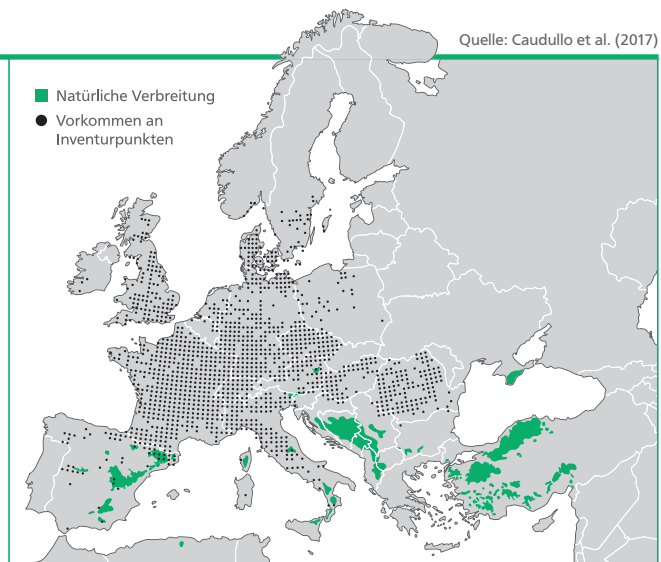 Quelle: Caudullo et al. (2017)
Natürliche Verbreitung
Vorkommen an
Inventurpunkten